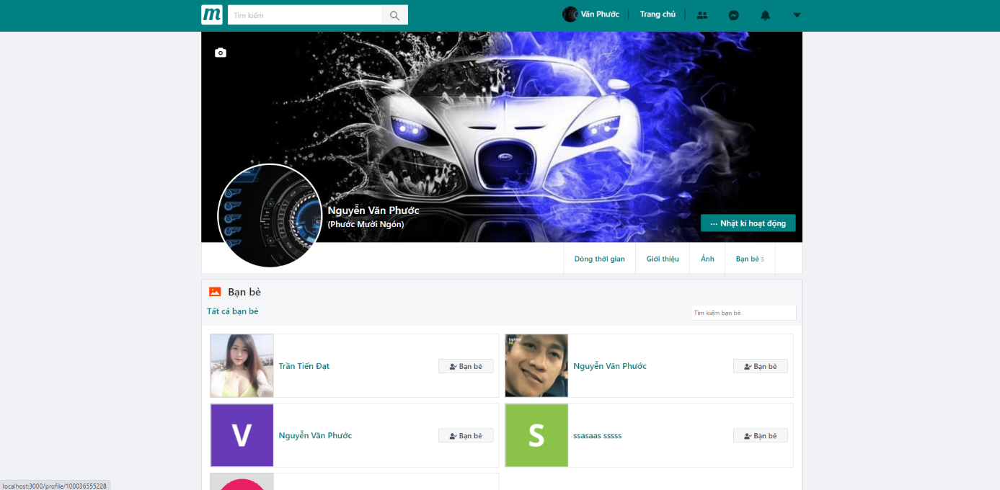 m
Tìm kiếm
Văn Phước
Trang chủ
Nguyễn Văn Phước
(Phước Mười Ngón)
··· Nhật kí hoạt động
Dòng thời gian
Giới thiệu
Ảnh
Bạn bè 5
Bạn bè
Tất cả bạn bè
Tìm kiếm bạn bè
Trần Tiến Đạt
Bạn bè
Nguyễn Văn Phước
Bạn bè
V
Nguyễn Văn Phước
Bạn bè
S
ssasaas sssss
Bạn bè
localhost:3000/profile/100036555228